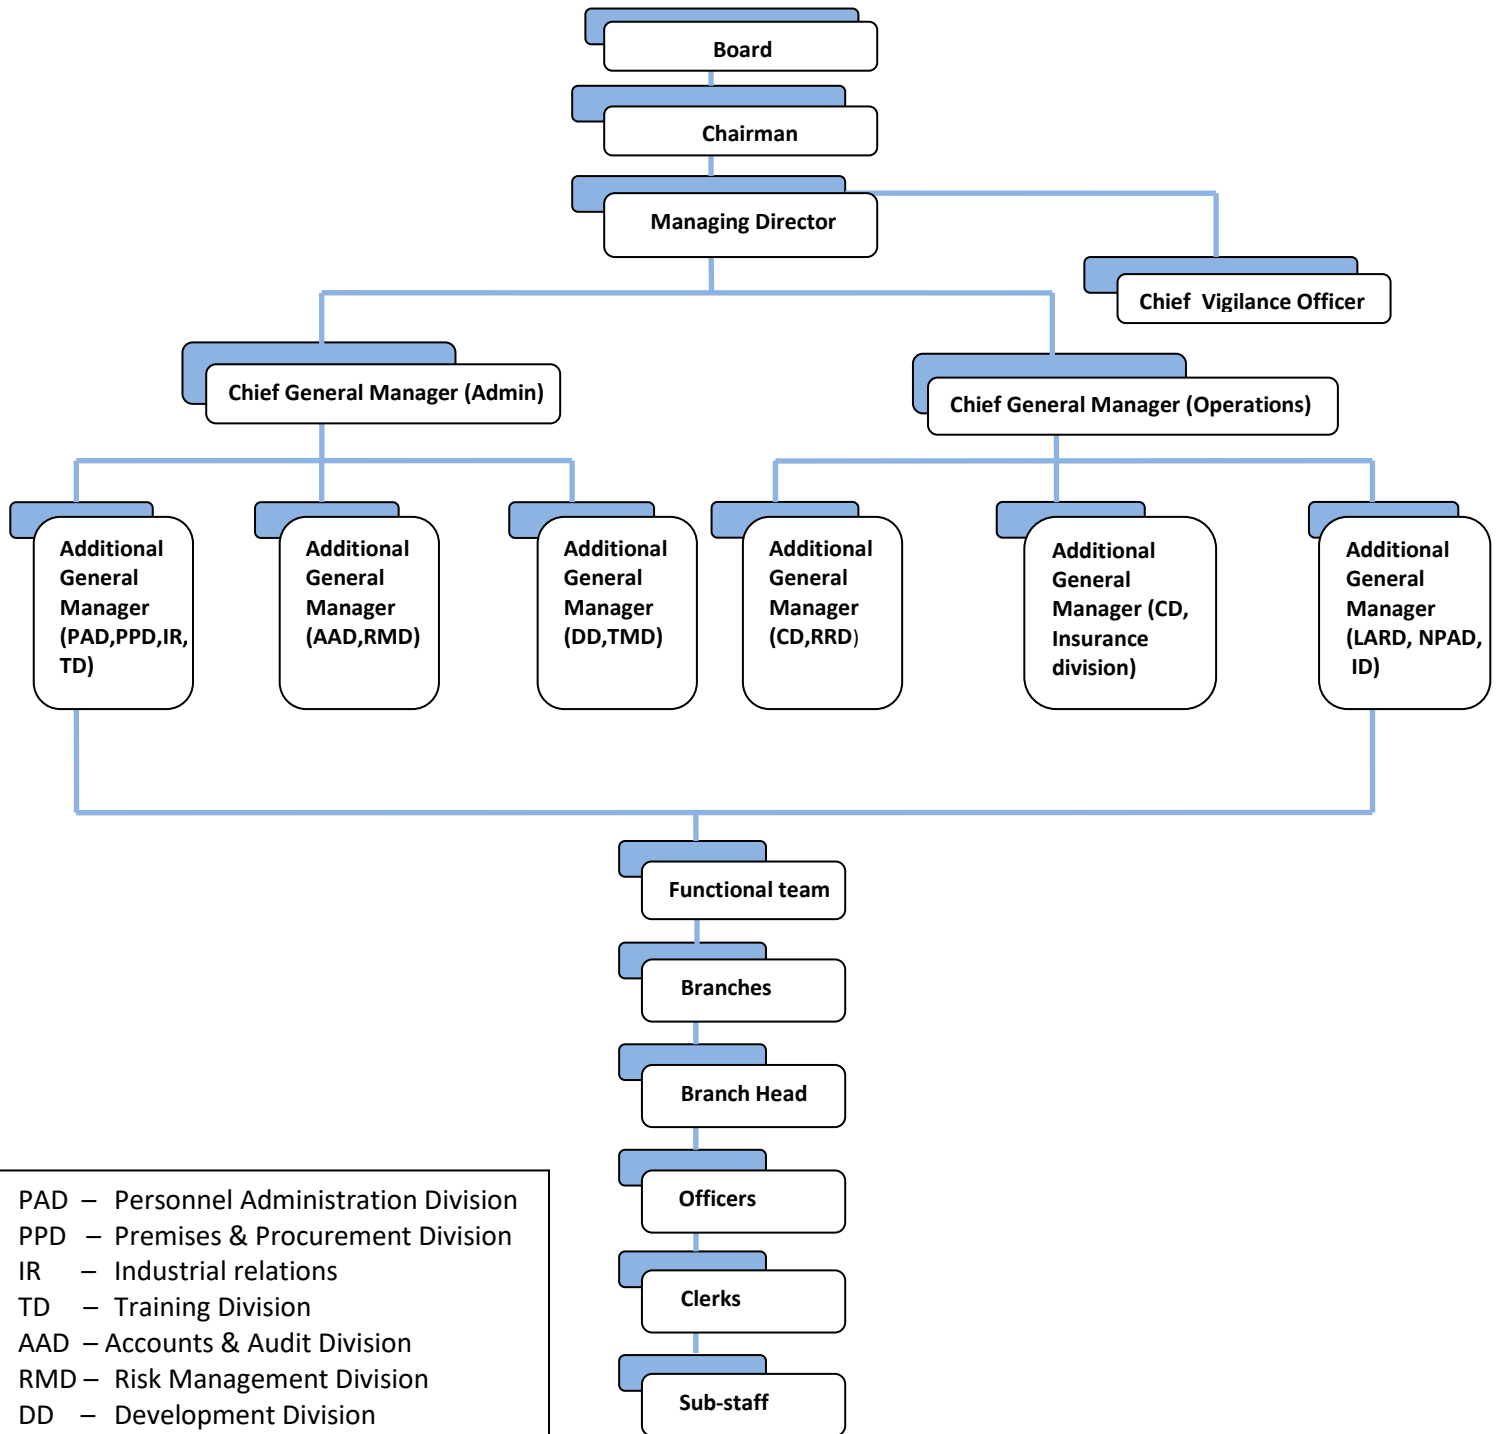 Board
Chairman
Managing Director
Chief  Vigilance Officer
Chief General Manager (Admin)
Chief General Manager (Operations)
Additional
General
Manager
(PAD,PPD,IR,
TD)
Additional
General
Manager
(AAD,RMD)
Additional
General
Manager
(DD,TMD)
Additional
General
Manager
(CD,RRD)
Additional
General
Manager (CD,
Insurance
division)
Additional
General
Manager
(LARD, NPAD,
ID)
Functional team
Branches
Branch Head
Officers
Clerks
Sub-staff
PAD – Personnel Administration Division
PPD – Premises & Procurement Division
IR – Industrial relations
TD – Training Division
AAD – Accounts & Audit Division
RMD – Risk Management Division
DD – Development Division